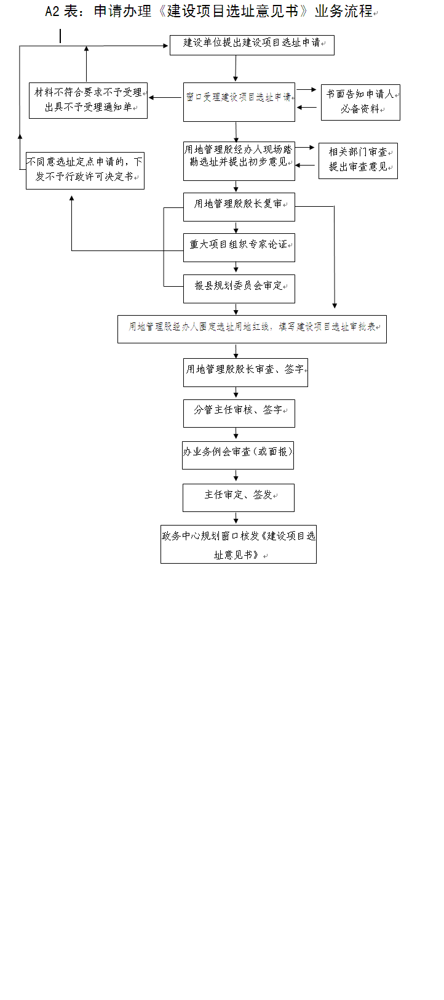 A2表：申请办理《建设项目选址意见书》业务流程
建设单位提出建设项目选址申请
材料不符合要求不予受理
出具不予受理通知单
窗口受理建设项目选址申请
书面告知申请人
必备资料
用地管理股经办人现场踏
勘选址并提出初步意见
相关部门审查
提出审查意见
不同意选址定点申请的，下
发不予行政许可决定书
用地管理股股长复审
重大项目组织专家论证
报县规划委员会审定
用地管理股经办人图定选址用地红线，填写建设项目选址审批表
用地管理股股长审查、签字
分管主任审核、签字
办业务例会审查（或面报）
主任审定、签发
政务中心规划窗口核发《建设项目选
址意见书》